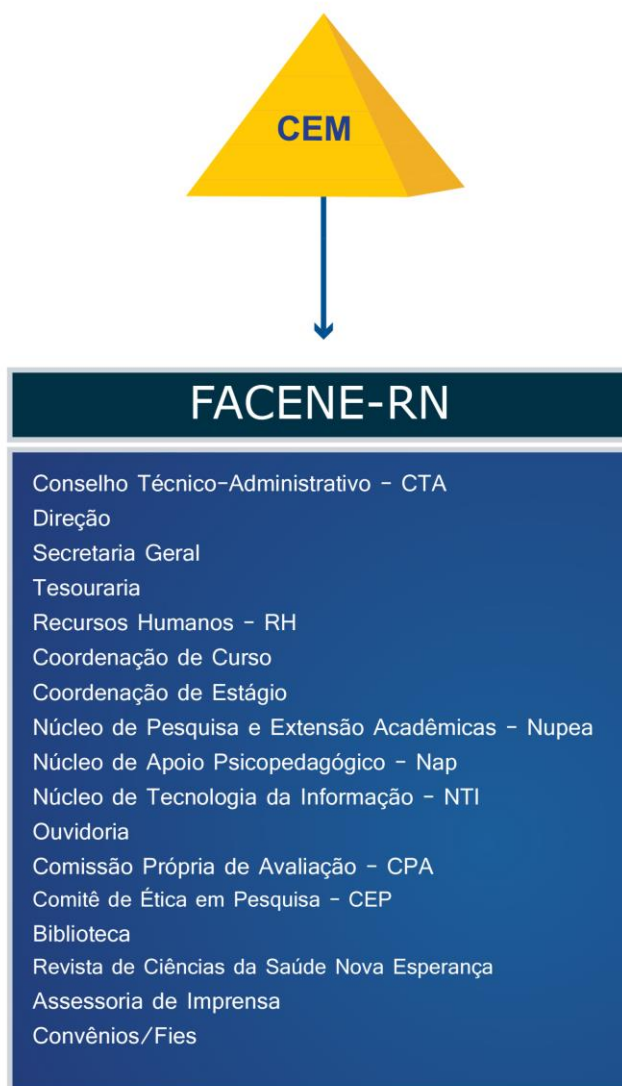 CEM
FACENE-RN
Conselho Técnico-Administrativo - CTA
Direção
Secretaria Geral
Tesouraria
Recursos Humanos - RH
Coordenação de Curso
Coordenação de Estágio
Núcleo de Pesquisa e Extensão Acadêmicas - Nupea
Núcleo de Apoio Psicopedagógico - Nap
Núcleo de Tecnologia da Informação - NTI
Ouvidoria
Comissão Própria de Avaliação - CPA
Comitê de Ética em Pesquisa - CEP
Biblioteca
Revista de Ciências da Saúde Nova Esperança
Assessoria de Imprensa
Convênios/Fies